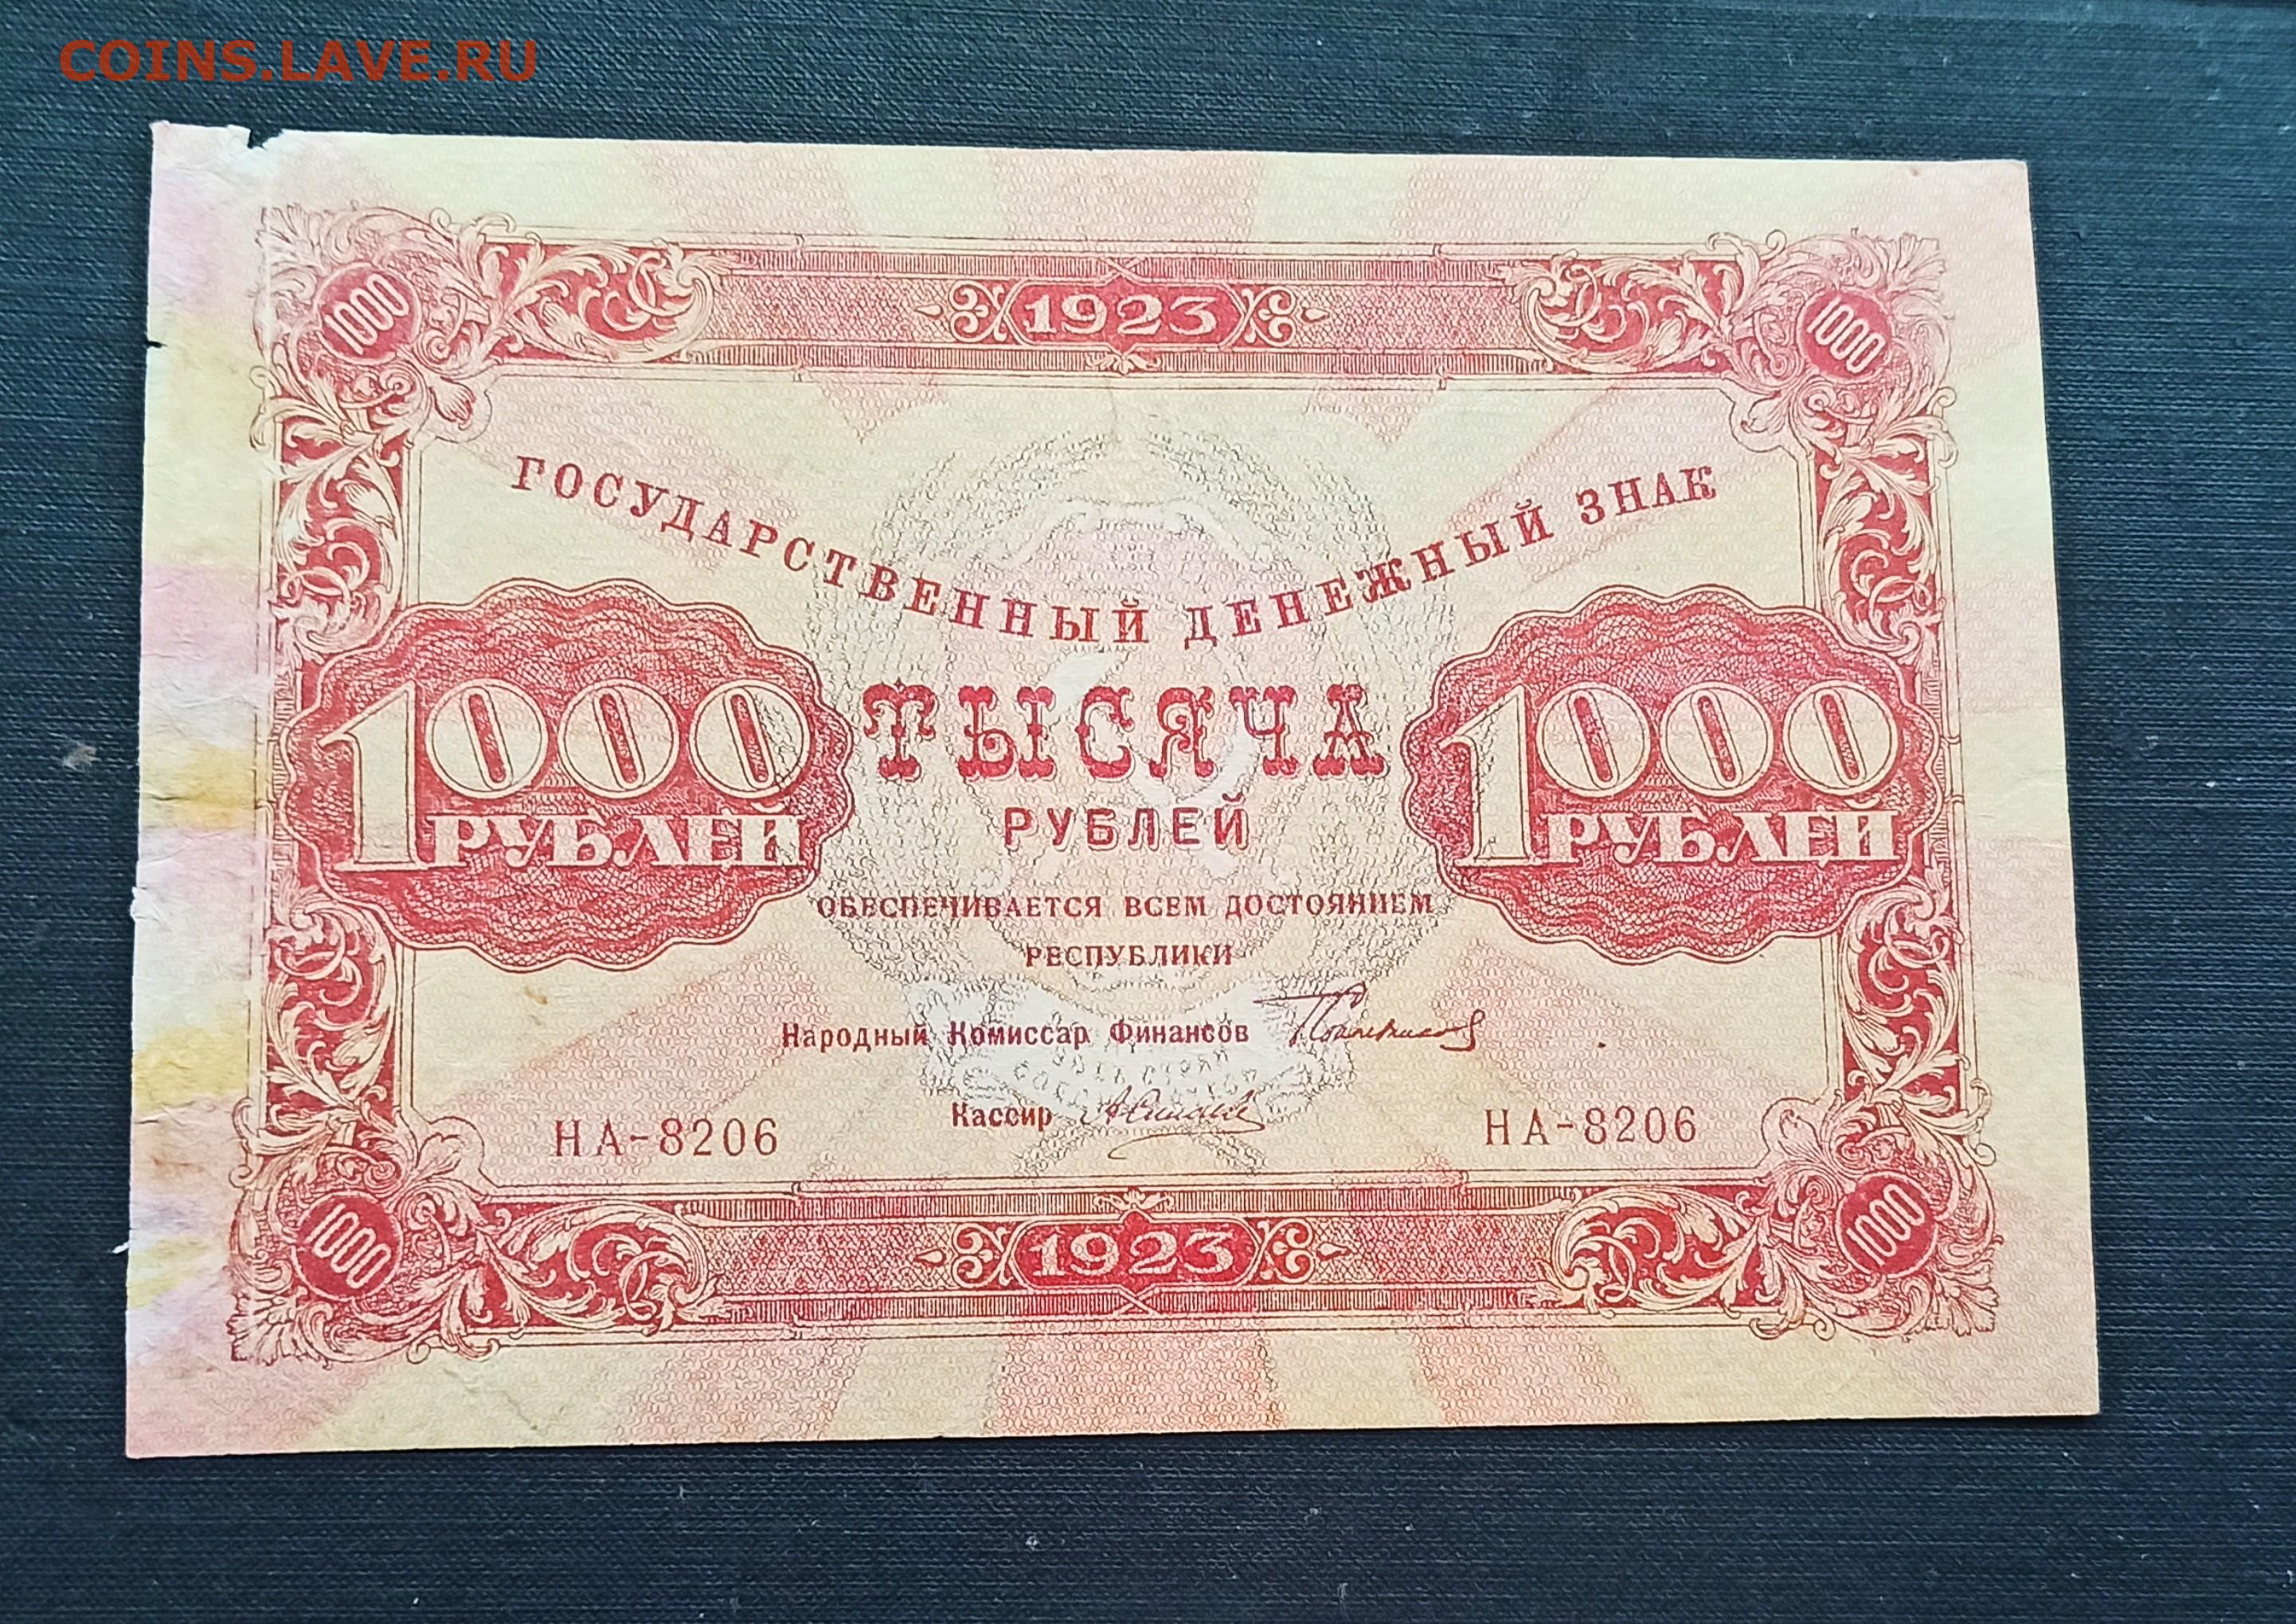 COINS.LAVE.RU
1000
1923
1000
ГОСУДАРСТВЕННЫЙ ДЕНЕЖНЫЙ ЗНАК
1000
РУБЛЕЙ
ТЫСЯЧА
РУБЛЕЙ
1000
РУБЛЕЙ
ОБЕСПЕЧИВАЕТСЯ ВСЕМ ДОСТОЯНИЕМ
РЕСПУБЛИКИ
Народный Комиссар Финансов
Кассир
НА-8206
НА-8206
1000
1923
1000